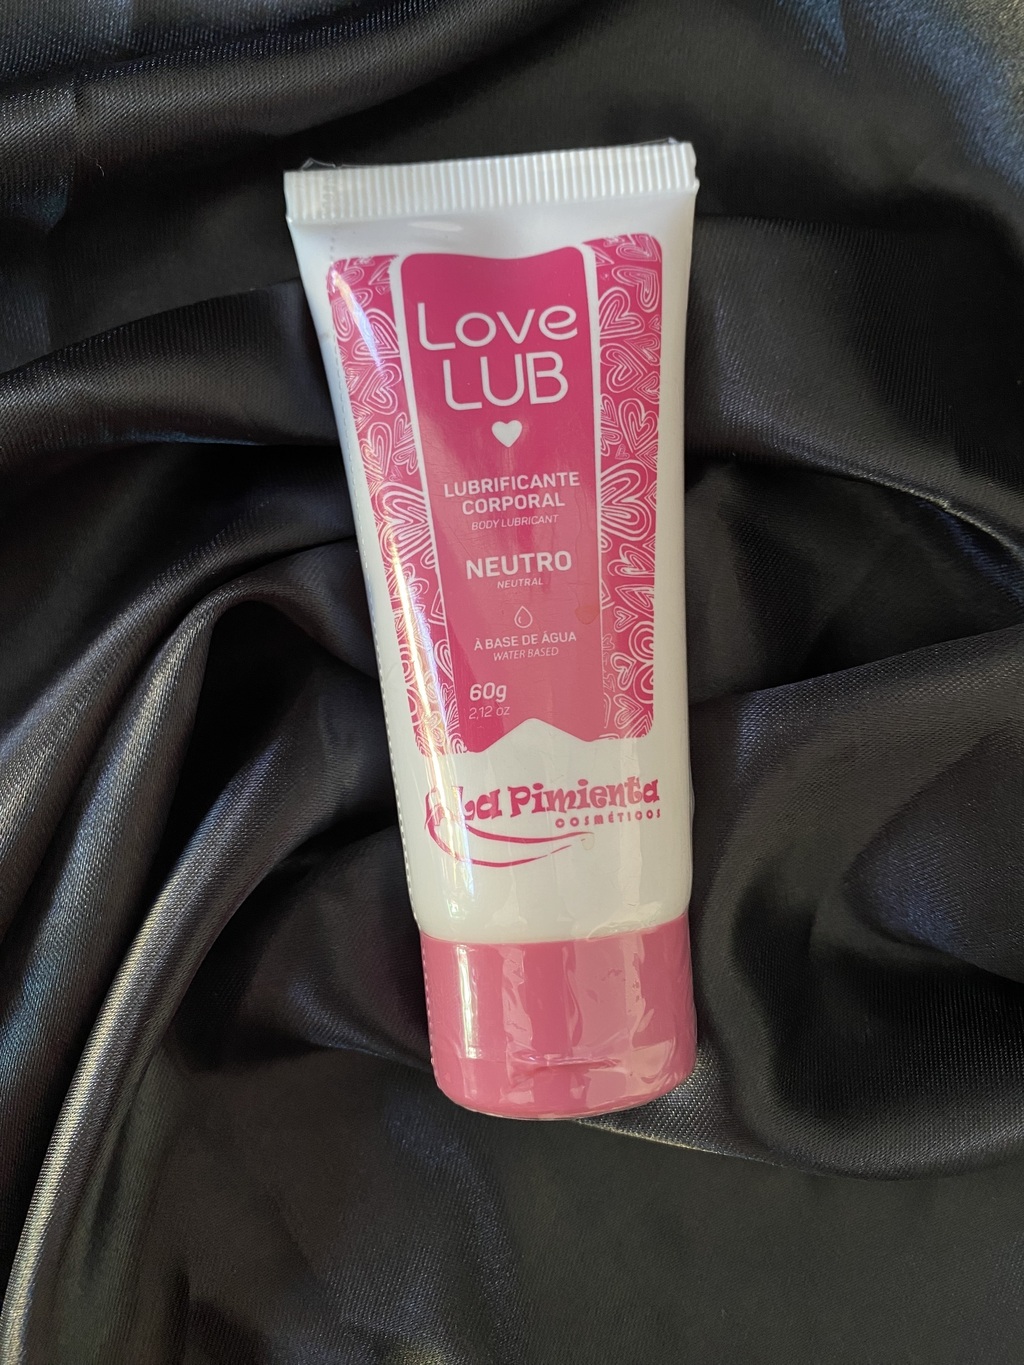 Love
LUB
LUBRIFICANTE
CORPORAL
BODY LUBRICANT
NEUTRO
NEUTRAL
À BASE DE ÁGUA
WATER BASED
60g
2,12 oz
La Pimienta
COSMÉTICOS